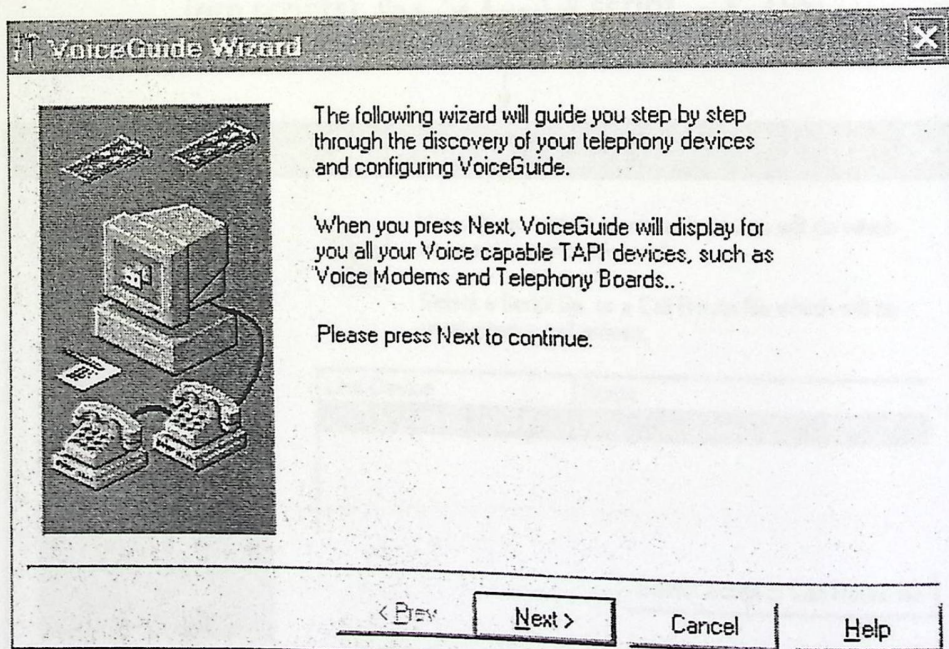 VoiceGuide Wizard
The following wizard will guide you step by step
through the discovery of your telephony devices
and configuring VoiceGuide.
When you press Next, VoiceGuide will display for
you all your Voice capable TAPI devices, such as
Voice Modems and Telephony Boards..
Please press Next to continue.
< Prev Next > Cancel Help